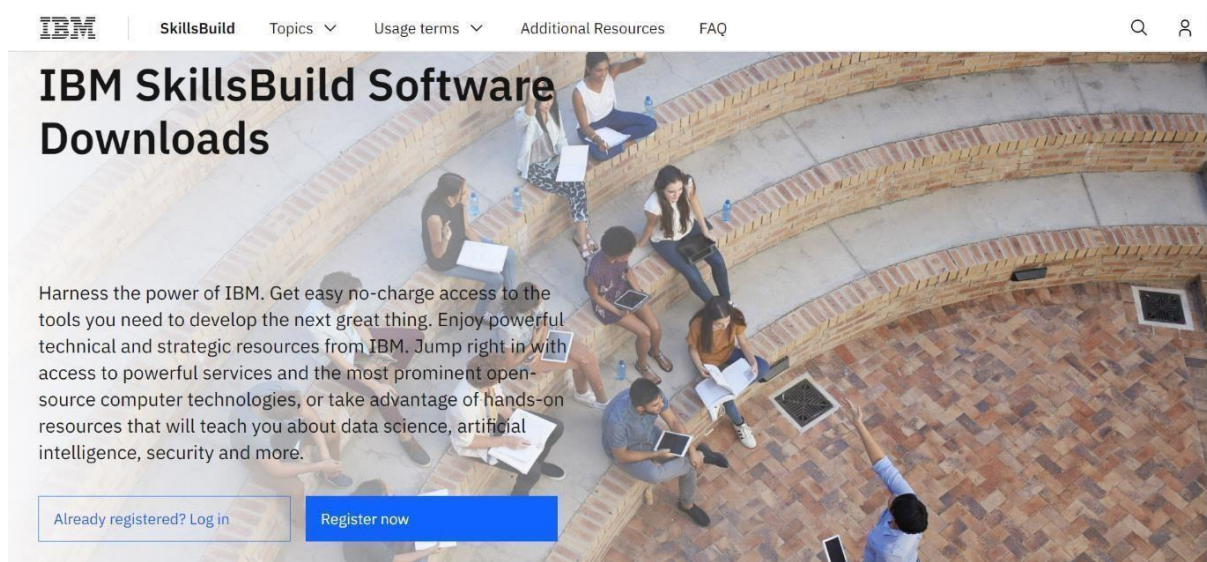 IBM
SkillsBuild
Topics
Usage terms
Additional Resources
FAQ
IBM SkillsBuild Software
Downloads
Harness the power of IBM. Get easy no-charge access to the
tools you need to develop the next great thing. Enjoy powerful
technical and strategic resources from IBM. Jump right in with
access to powerful services and the most prominent open-
source computer technologies, or take advantage of hands-on
resources that will teach you about data science, artificial
intelligence, security and more.
Already registered? Log in
Register now